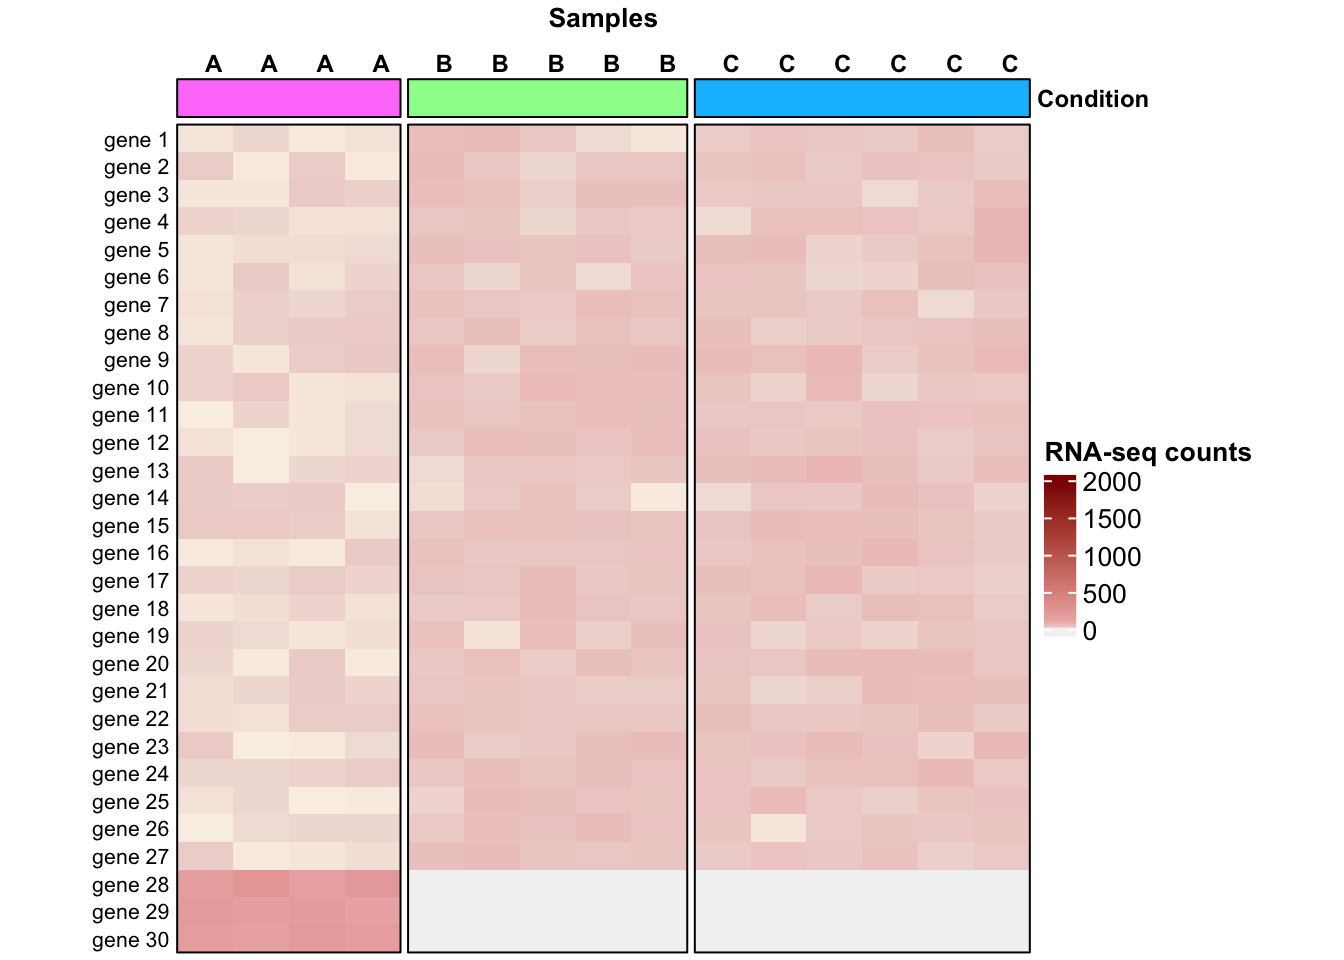 Samples
A A A A B B B B B C C C C C C
Condition
gene 1
gene 2
gene 3
gene 4
gene 5
gene 6
gene 7
gene 8
gene 9
gene 10
gene 11
gene 12
gene 13
gene 14
gene 15
gene 16
gene 17
gene 18
gene 19
gene 20
gene 21
gene 22
gene 23
gene 24
gene 25
gene 26
gene 27
gene 28
gene 29
gene 30
RNA-seq counts
2000
1500
1000
500
0